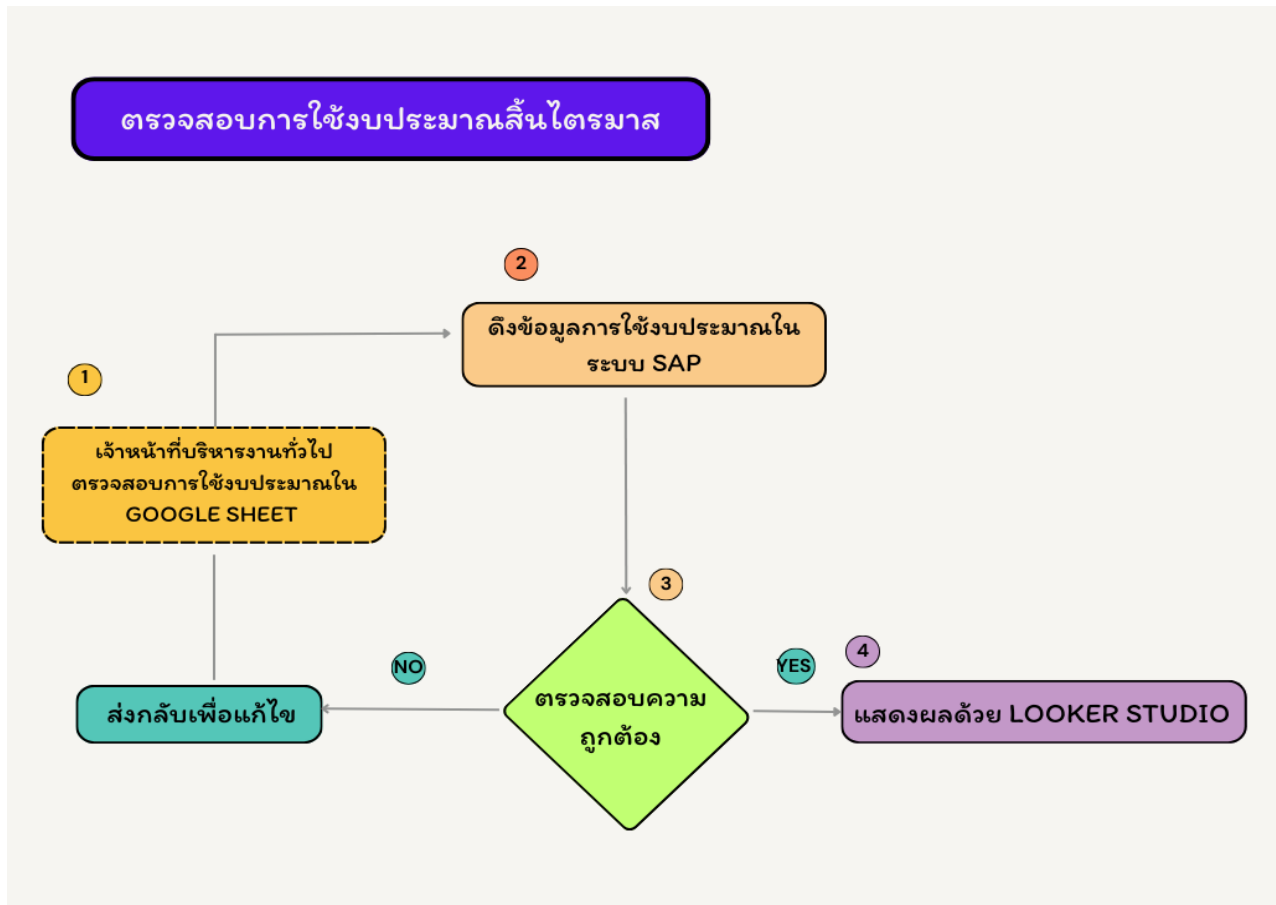 ตรวจสอบการใช้งบประมาณสิ้นไตรมาส
2
ดึงข้อมูลการใช้งบประมาณใน
ระบบ SAP
1
เจ้าหน้าที่บริหารงานทั่วไป
ตรวจสอบการใช้งบประมาณใน
GOOGLE SHEET
3
ตรวจสอบความ
ถูกต้อง
NO
ส่งกลับเพื่อแก้ไข
YES
4
แสดงผลด้วย LOOKER STUDIO